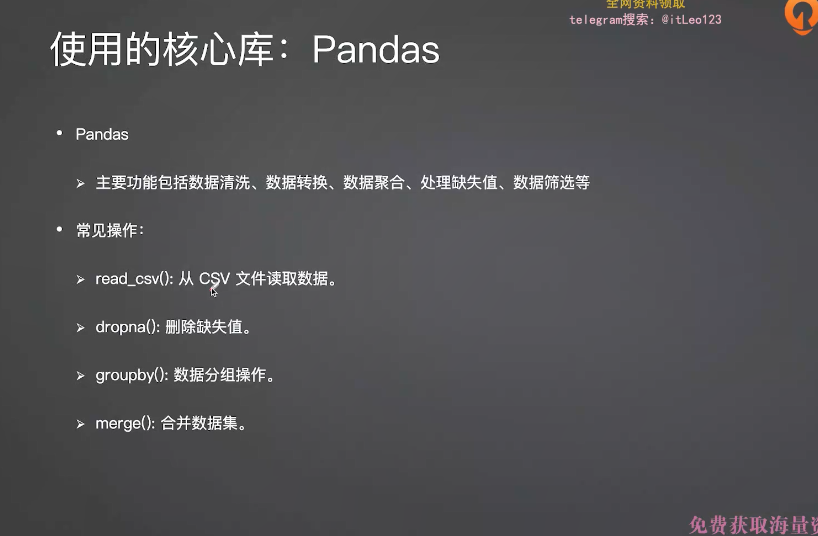 全网资料领取
telegram搜索：@itLeo123
使用的核心库：Pandas
• Pandas
➢ 主要功能包括数据清洗、数据转换、数据聚合、处理缺失值、数据筛选等
• 常见操作：
➢ read_csv(): 从 CSV 文件读取数据。
➢ dropna(): 删除缺失值。
➢ groupby(): 数据分组操作。
➢ merge(): 合并数据集。
免费获取海量